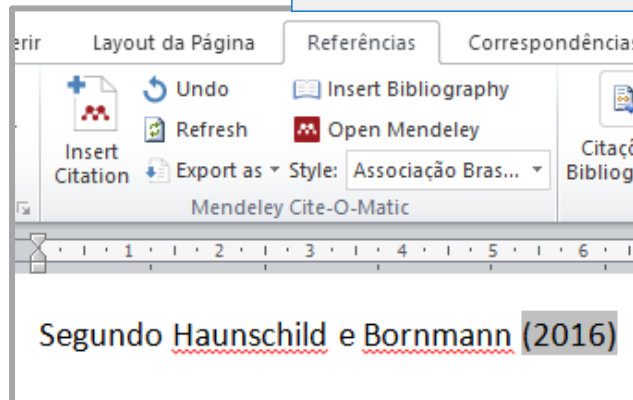 erir Layout da Página Referências Correspondências
Undo Insert Bibliography
Refresh Open Mendeley
Insert Citation Export as Style: Associação Bras... Citaçõ Bibliog
Mendeley Cite-O-Matic
1 2 3 4 5 6
Segundo Haunschild e Bornmann (2016)